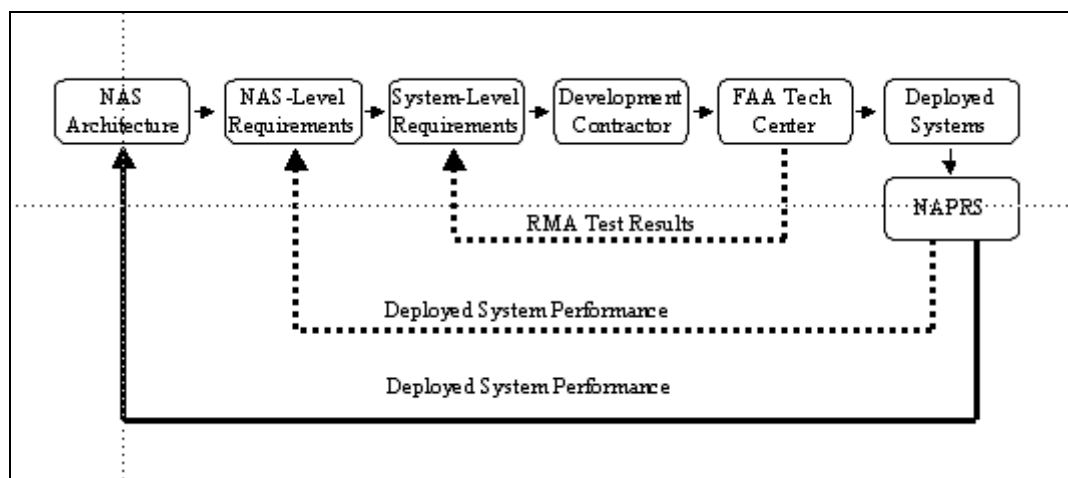 NAS
Architecture
NAS-Level
Requirements
System-Level
Requirements
Development
Contractor
FAA Tech
Center
Deployed
Systems
NAPRS
RMA Test Results
Deployed System Performance
Deployed System Performance